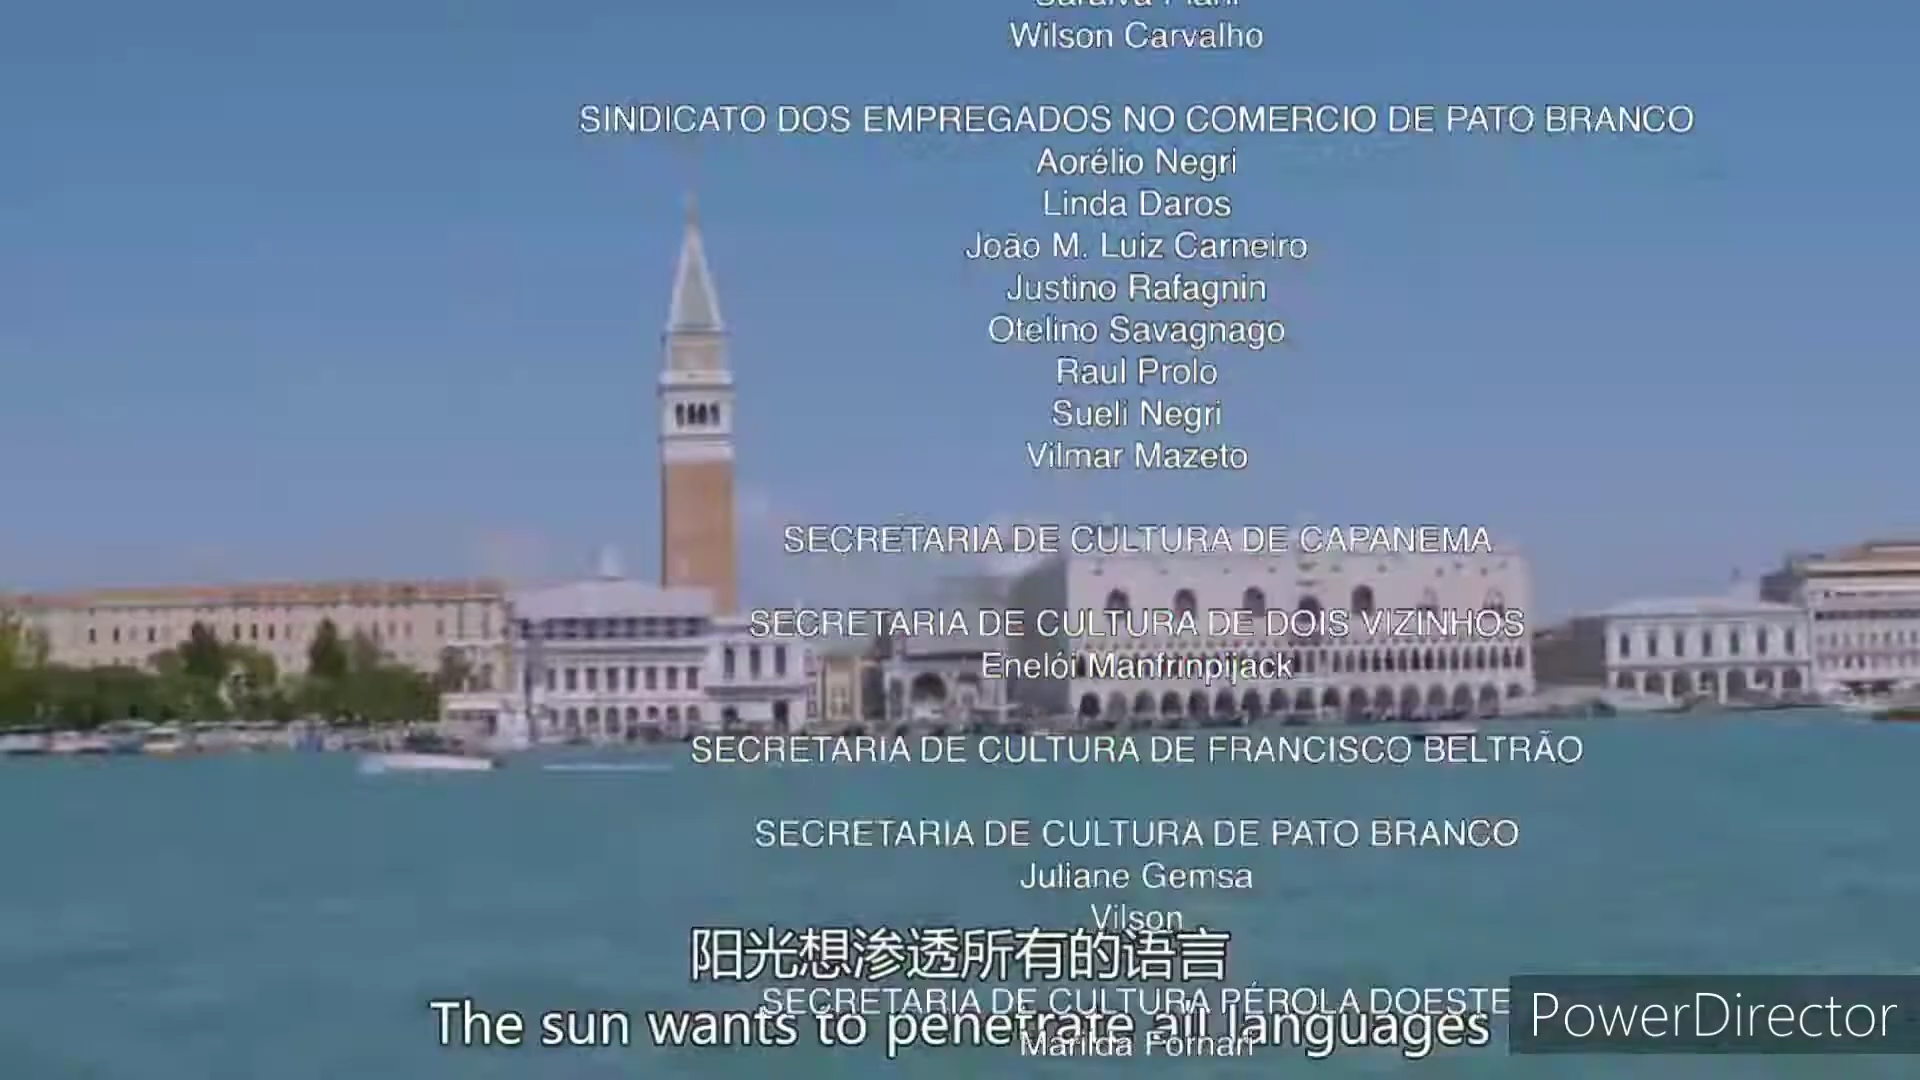 Wilson Carvalho
SINDICATO DOS EMPREGADOS NO COMERCIO DE PATO BRANCO
Aorélio Negri
Linda Daros
João M. Luiz Carneiro
Justino Rafagnin
Otelino Savagnago
Raul Prolo
Sueli Negri
Vilmar Mazeto
SECRETARIA DE CULTURA DE CAPANEMA
SECRETARIA DE CULTURA DE DOIS VIZINHOS
Enelói Manfrinpijack
SECRETARIA DE CULTURA DE FRANCISCO BELTRÃO
SECRETARIA DE CULTURA DE PATO BRANCO
Juliane Gemsa
Vilson
阳光想渗透所有的语言
SECRETARIA DE CULTURA PÉROLA DOESTE
The sun wants to penetrate all languages
Marilda Fornari
PowerDirector